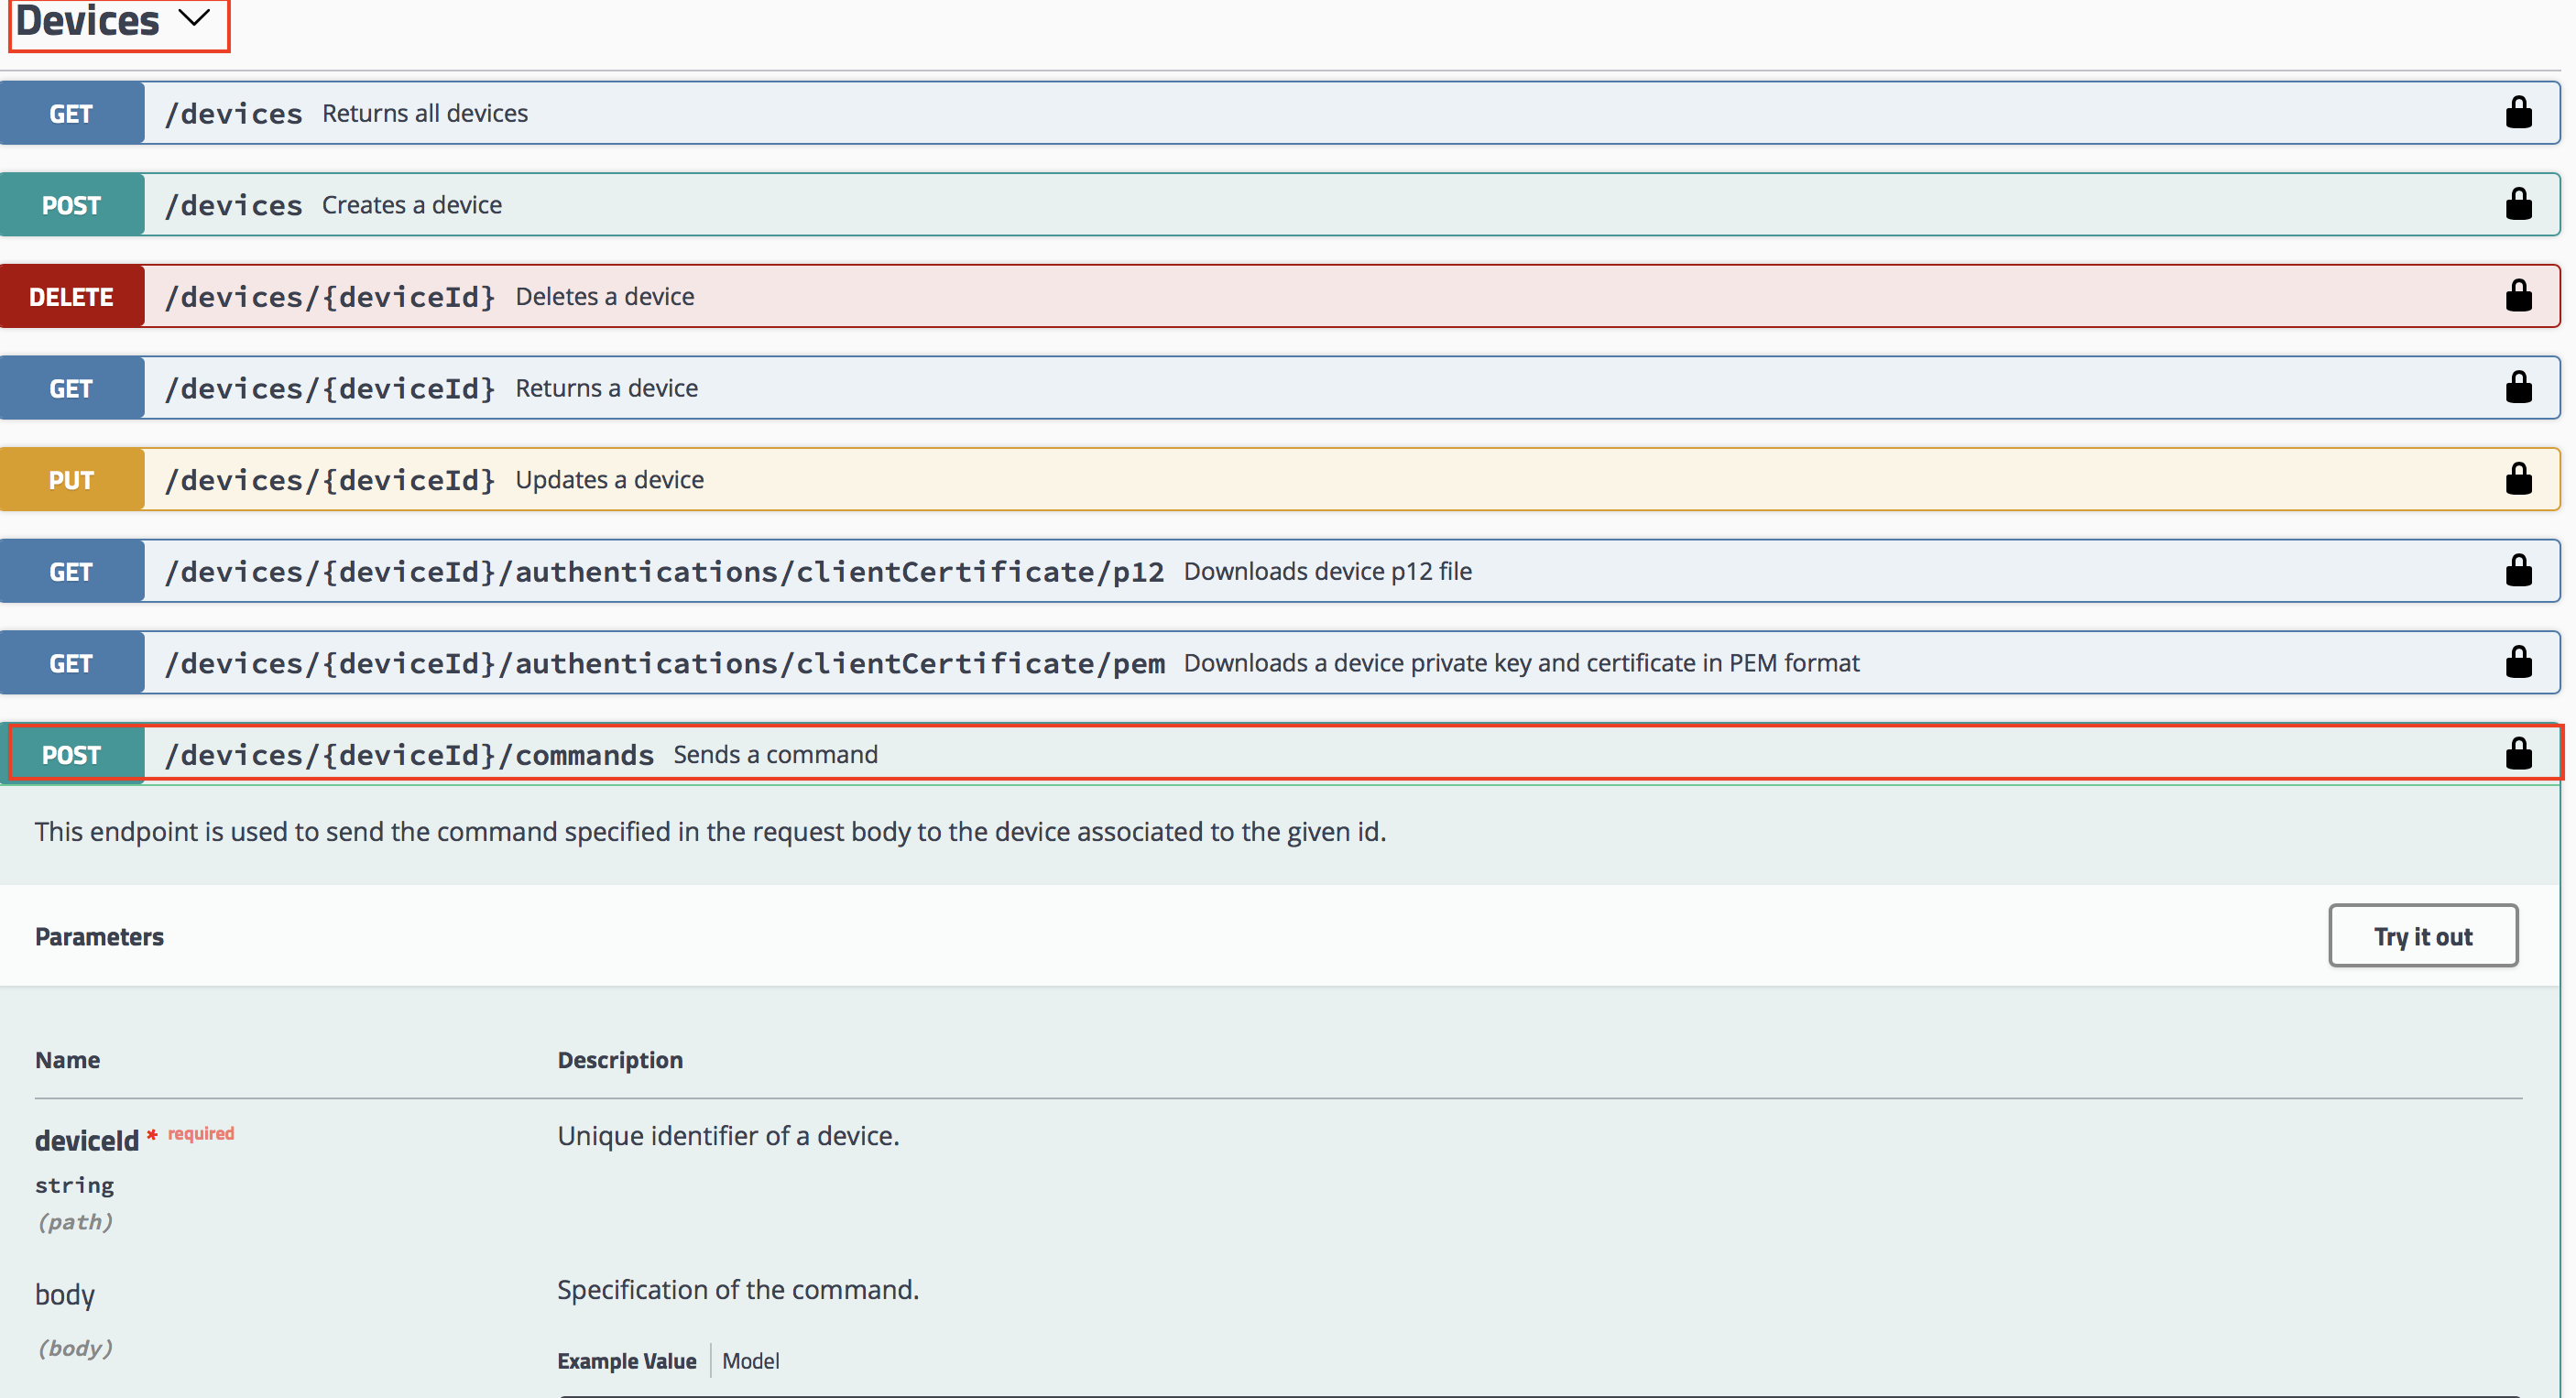 Devices
GET /devices Returns all devices
POST /devices Creates a device
DELETE /devices/{deviceId} Deletes a device
GET /devices/{deviceId} Returns a device
PUT /devices/{deviceId} Updates a device
GET /devices/{deviceId}/authentications/clientCertificate/p12 Downloads device p12 file
GET /devices/{deviceId}/authentications/clientCertificate/pem Downloads a device private key and certificate in PEM format
POST /devices/{deviceId}/commands Sends a command
This endpoint is used to send the command specified in the request body to the device associated to the given id.
Parameters Try it out
Name Description
deviceId * required Unique identifier of a device.
string
(path)
body Specification of the command.
(body)
Example Value Model